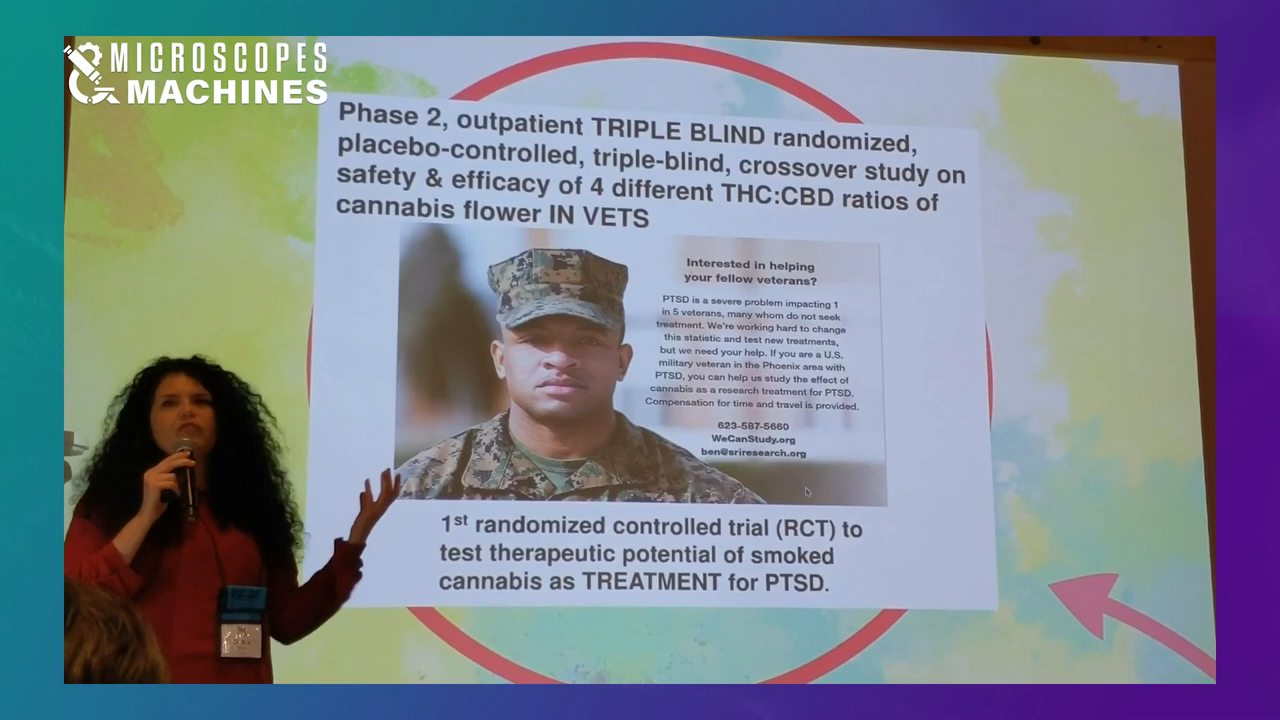 MICROSCOPES
& MACHINES
Phase 2, outpatient TRIPLE BLIND randomized,
placebo-controlled, triple-blind, crossover study on
safety & efficacy of 4 different THC:CBD ratios of
cannabis flower IN VETS
Interested in helping
your fellow veterans?
PTSD is a severe problem impacting 1
in 5 veterans, many whom do not seek
treatment. We're working hard to change
this statistic and test new treatments,
but we need your help. If you are a U.S.
military veteran in the Phoenix area with
PTSD, you can help us study the effect of
cannabis as a research treatment for PTSD.
Compensation for time and travel is provided.
623-587-5660
WeCanStudy.org
ben@sriresearch.org
1st randomized controlled trial (RCT) to
test therapeutic potential of smoked
cannabis as TREATMENT for PTSD.